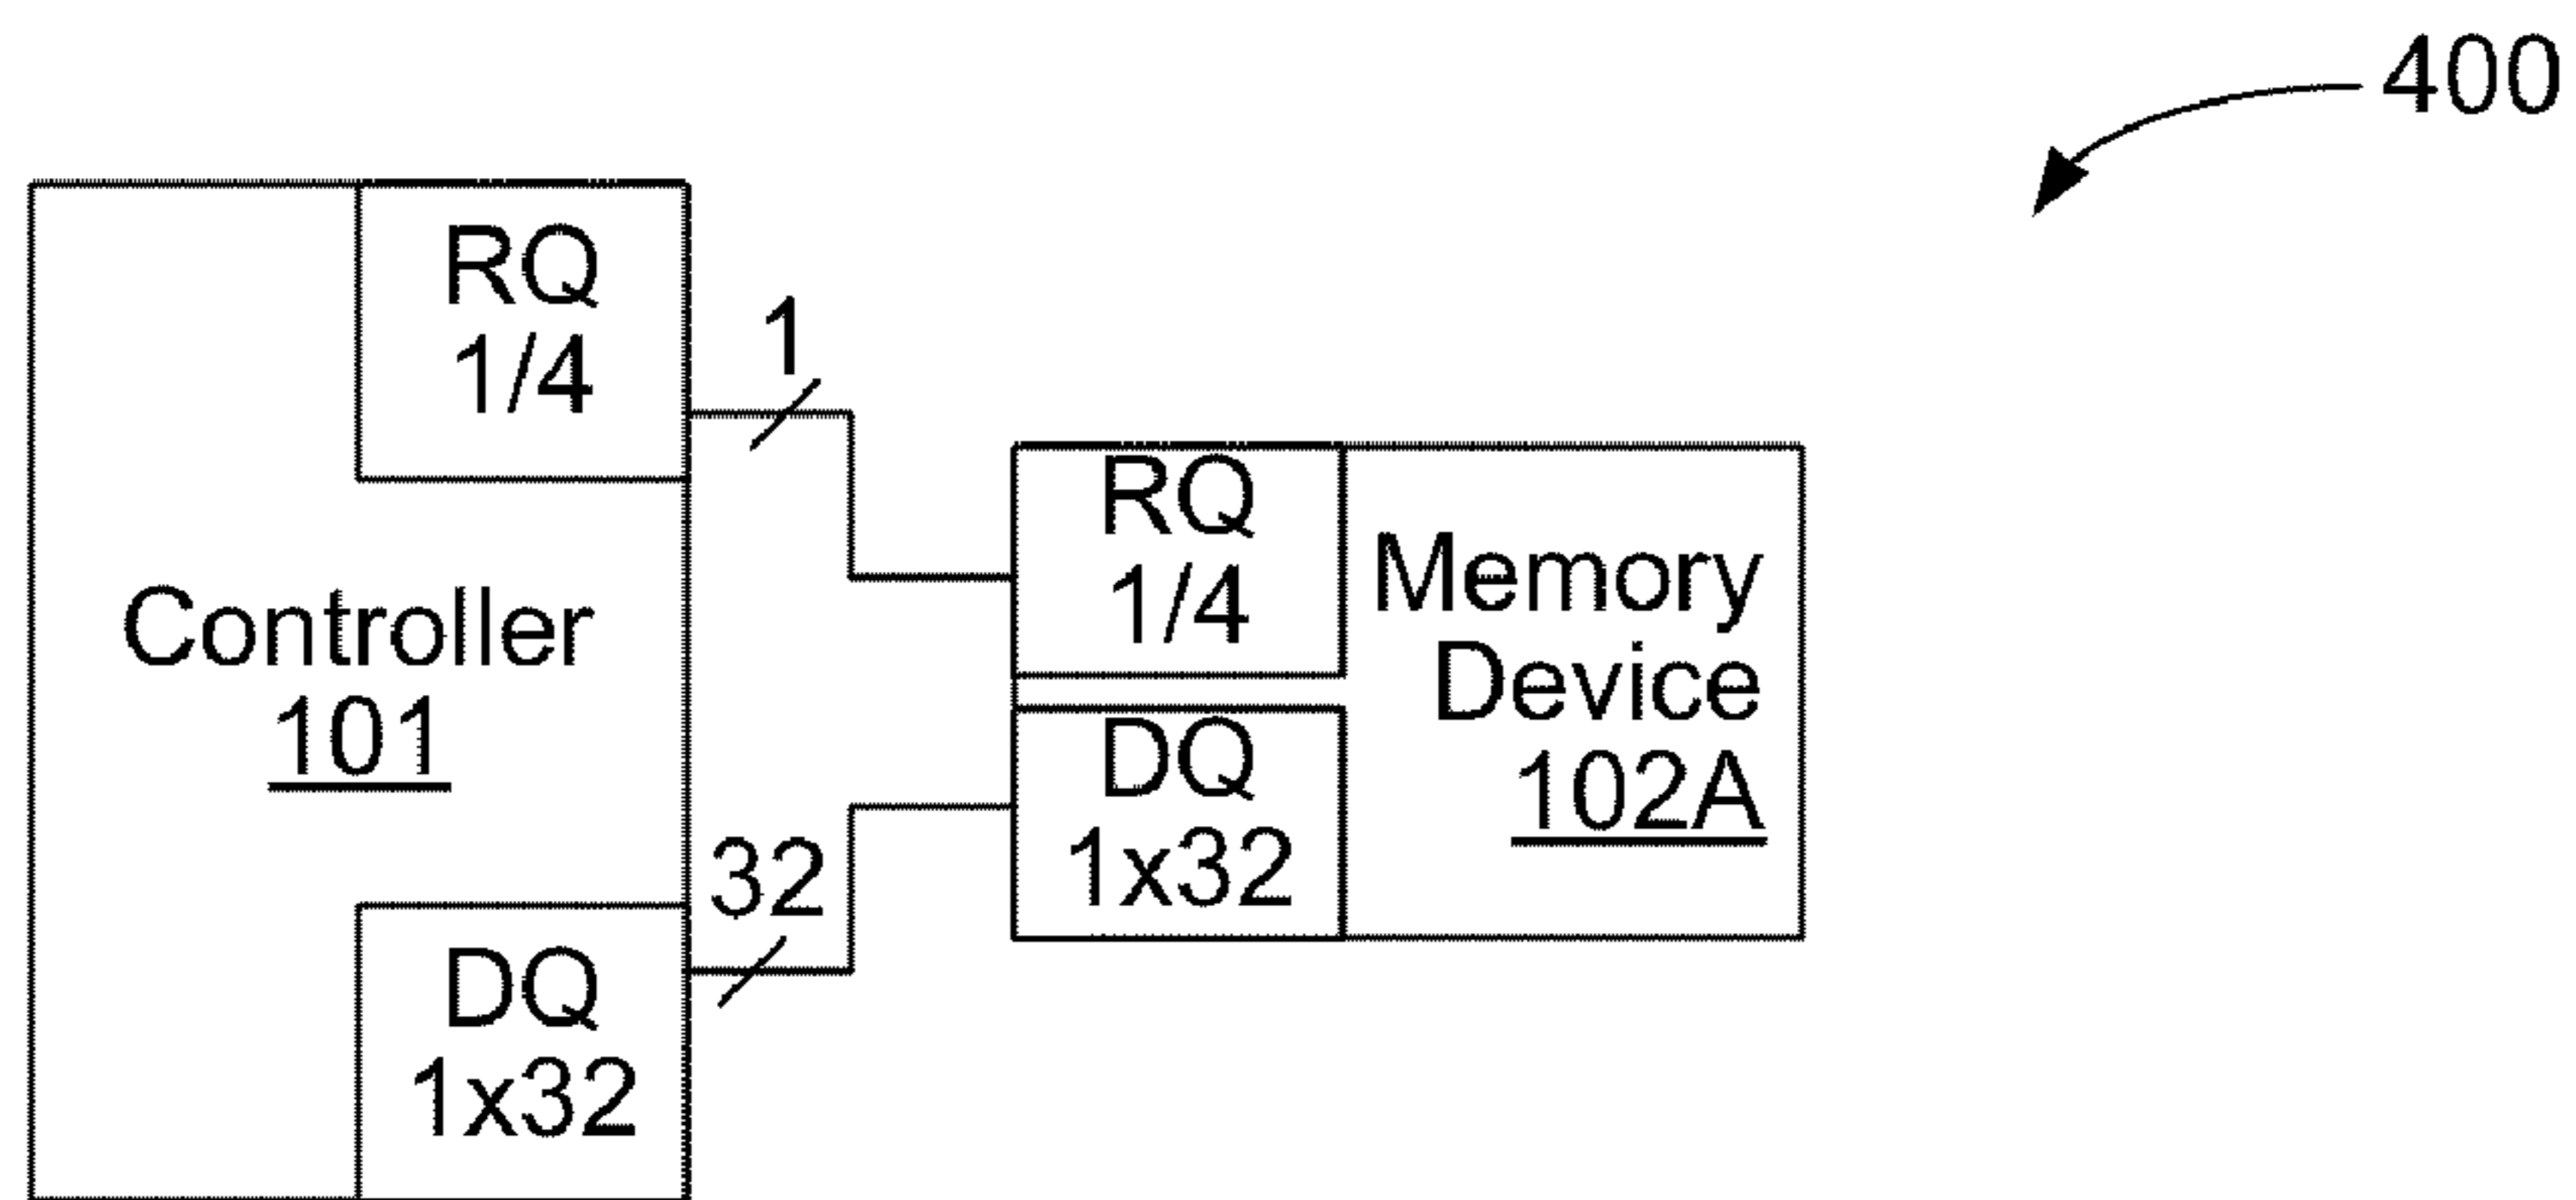 400
RQ
1/4
1
Controller
101
RQ
1/4
Memory
Device
102A
DQ
1x32
32
DQ
1x32